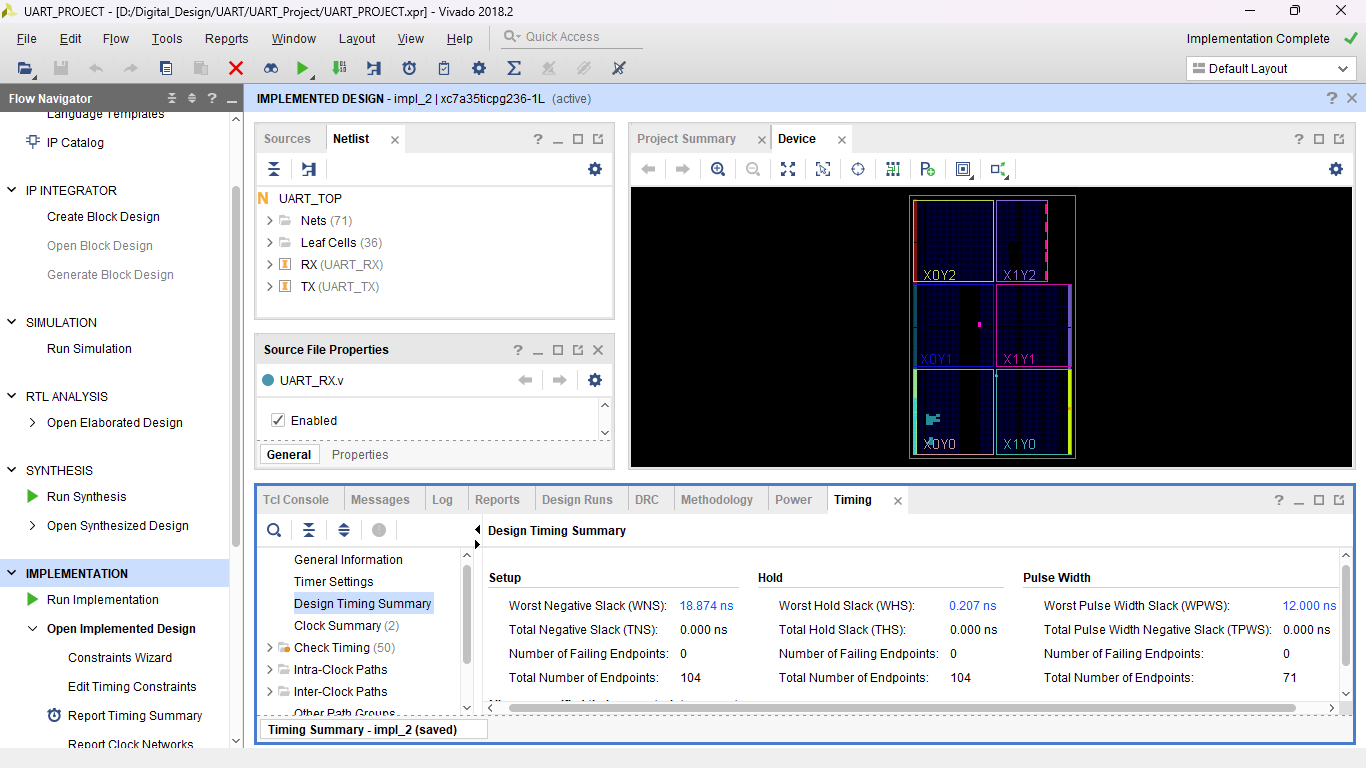 UART_PROJECT - [D:/Digital_Design/UART/UART_Project/UART_PROJECT.xpr] - Vivado 2018.2
File Edit Flow Tools Reports Window Layout View Help Quick Access
Implementation Complete
Default Layout
Flow Navigator
Language Templates
IP Catalog
IP INTEGRATOR
Create Block Design
Open Block Design
Generate Block Design
SIMULATION
Run Simulation
RTL ANALYSIS
Open Elaborated Design
SYNTHESIS
Run Synthesis
Open Synthesized Design
IMPLEMENTATION
Run Implementation
Open Implemented Design
Constraints Wizard
Edit Timing Constraints
Report Timing Summary
Report Clock Networks
IMPLEMENTED DESIGN - impl_2 | xc7a35ticpg236-1L (active)
Sources Netlist
N UART_TOP
Nets (71)
Leaf Cells (36)
RX (UART_RX)
TX (UART_TX)
Source File Properties
UART_RX.v
Enabled
General Properties
Project Summary Device
X0Y2 X1Y2
X0Y1 X1Y1
X0Y0 X1Y0
Tcl Console Messages Log Reports Design Runs DRC Methodology Power Timing
General Information
Timer Settings
Design Timing Summary
Clock Summary (2)
Check Timing (50)
Intra-Clock Paths
Inter-Clock Paths
Other Path Groups
Design Timing Summary
Setup Hold Pulse Width
Worst Negative Slack (WNS): 18.874 ns Worst Hold Slack (WHS): 0.207 ns Worst Pulse Width Slack (WPWS): 12.000 ns
Total Negative Slack (TNS): 0.000 ns Total Hold Slack (THS): 0.000 ns Total Pulse Width Negative Slack (TPWS): 0.000 ns
Number of Failing Endpoints: 0 Number of Failing Endpoints: 0 Number of Failing Endpoints: 0
Total Number of Endpoints: 104 Total Number of Endpoints: 104 Total Number of Endpoints: 71
Timing Summary - impl_2 (saved)